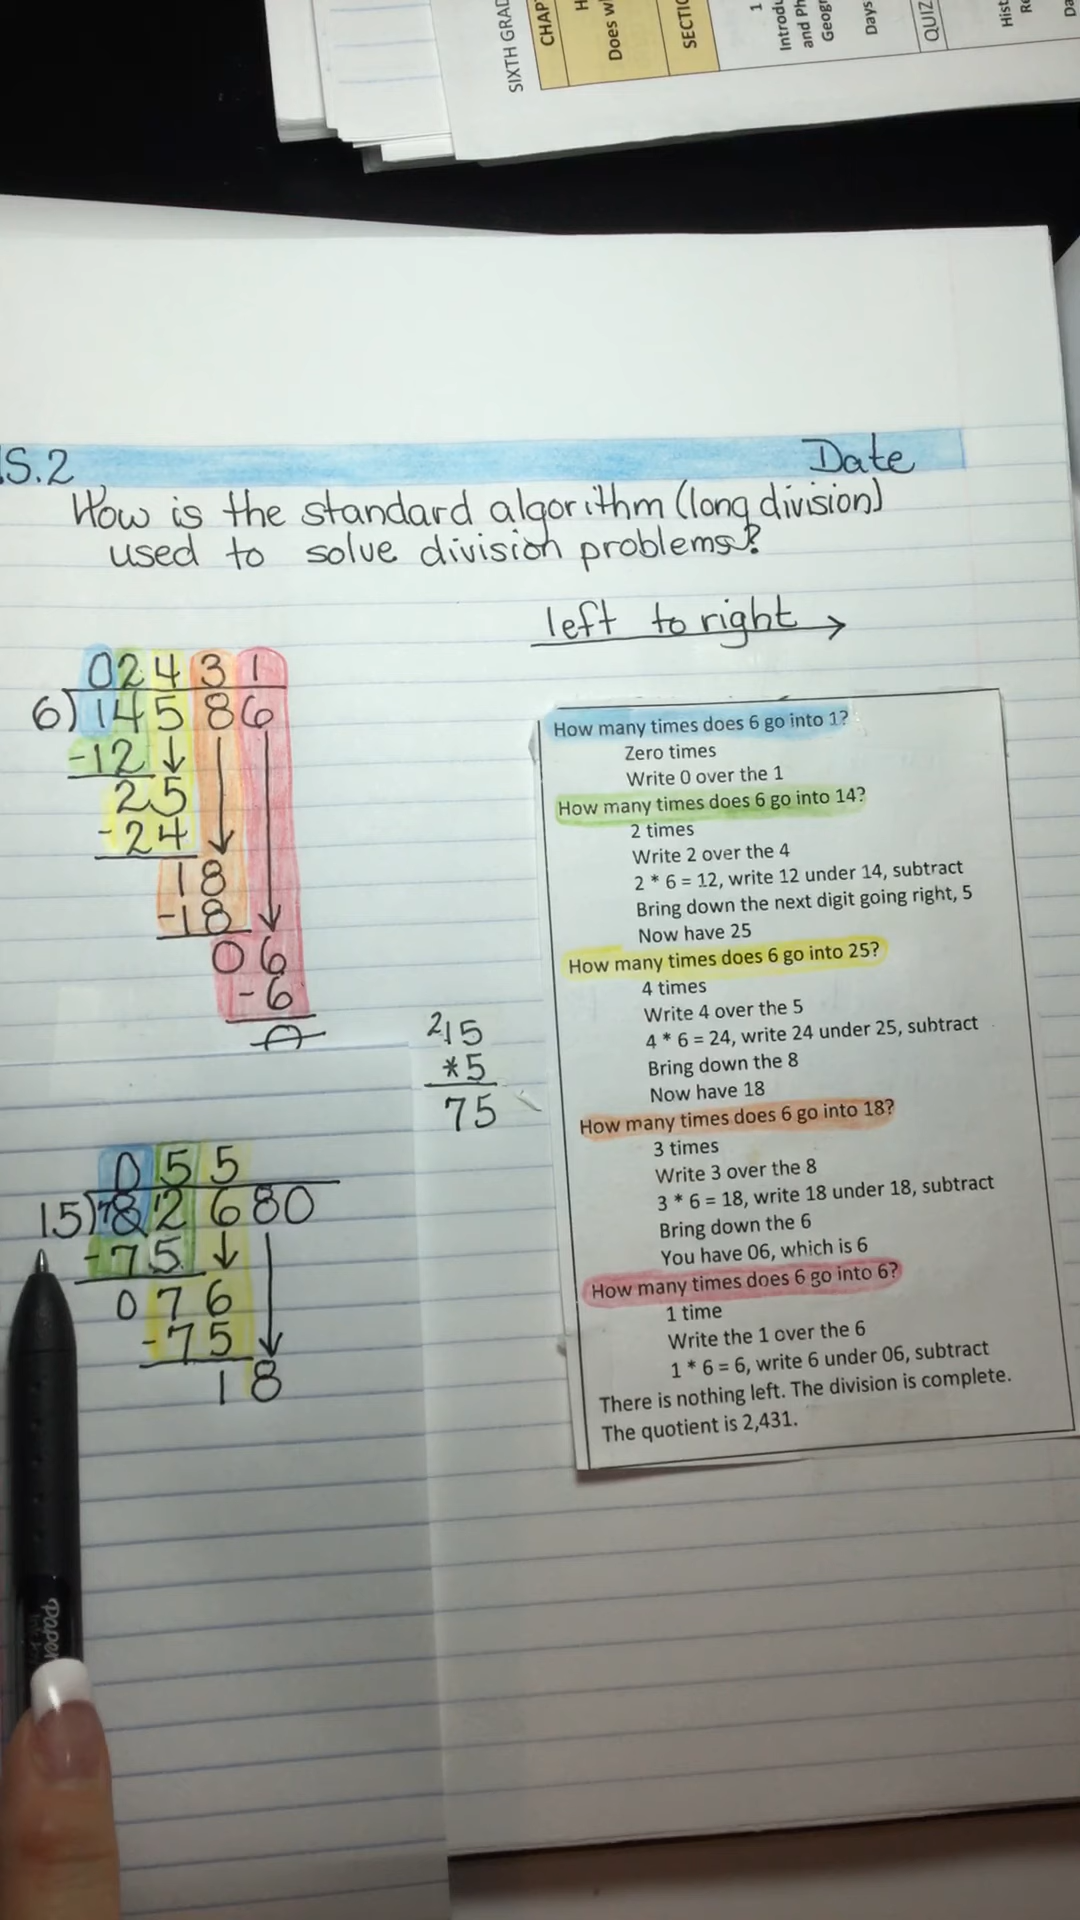 SIXTH GRAD
CHAP
H
Does w
SECTIO
1
Introdu
and Ph
Geogr
Days
QUIZ
Hist
Re
Da
S.2 Date
How is the standard algorithm (long division)
used to solve division problems?
left to right →
02431
6)14586
-12↓
25
-24
18
-18
06
-6
0
215
*5
75
055
15)82680
-75↓
076
-75
18
How many times does 6 go into 1?
Zero times
Write 0 over the 1
How many times does 6 go into 14?
2 times
Write 2 over the 4
2 * 6 = 12, write 12 under 14, subtract
Bring down the next digit going right, 5
Now have 25
How many times does 6 go into 25?
4 times
Write 4 over the 5
4 * 6 = 24, write 24 under 25, subtract
Bring down the 8
Now have 18
How many times does 6 go into 18?
3 times
Write 3 over the 8
3 * 6 = 18, write 18 under 18, subtract
Bring down the 6
You have 06, which is 6
How many times does 6 go into 6?
1 time
Write the 1 over the 6
1 * 6 = 6, write 6 under 06, subtract
There is nothing left. The division is complete.
The quotient is 2,431.
Paper